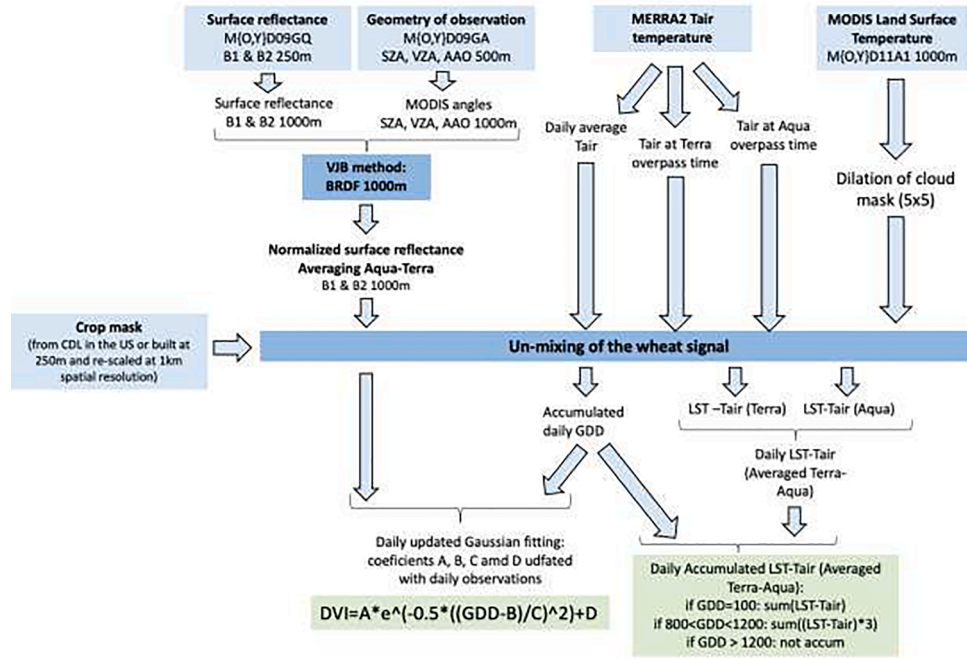 Surface reflectance
M{O,Y}D09GQ
B1 & B2 250m
Geometry of observation
M{O,Y}D09GA
SZA, VZA, AAO 500m
MERRA2 Tair
temperature
MODIS Land Surface
Temperature
M{O,Y}D11A1 1000m
Surface reflectance
B1 & B2 1000m
MODIS angles
SZA, VZA, AAO 1000m
Daily average
Tair
Tair at Terra
overpass time
Tair at Aqua
overpass time
VJB method:
BRDF 1000m
Dilation of cloud
mask (5x5)
Normalized surface reflectance
Averaging Aqua-Terra
B1 & B2 1000m
Crop mask
(from CDL in the US or built at
250m and re-scaled at 1km
spatial resolution)
Un-mixing of the wheat signal
Accumulated
daily GDD
LST –Tair (Terra)
LST-Tair (Aqua)
Daily LST-Tair
(Averaged Terra-
Aqua)
Daily updated Gaussian fitting:
coeficients A, B, C amd D udfated
with daily observations
DVI=A*e^(-0.5*((GDD-B)/C)^2)+D
Daily Accumulated LST-Tair (Averaged
Terra-Aqua):
if GDD=100: sum(LST-Tair)
if 800<GDD<1200: sum((LST-Tair)*3)
if GDD > 1200: not accum